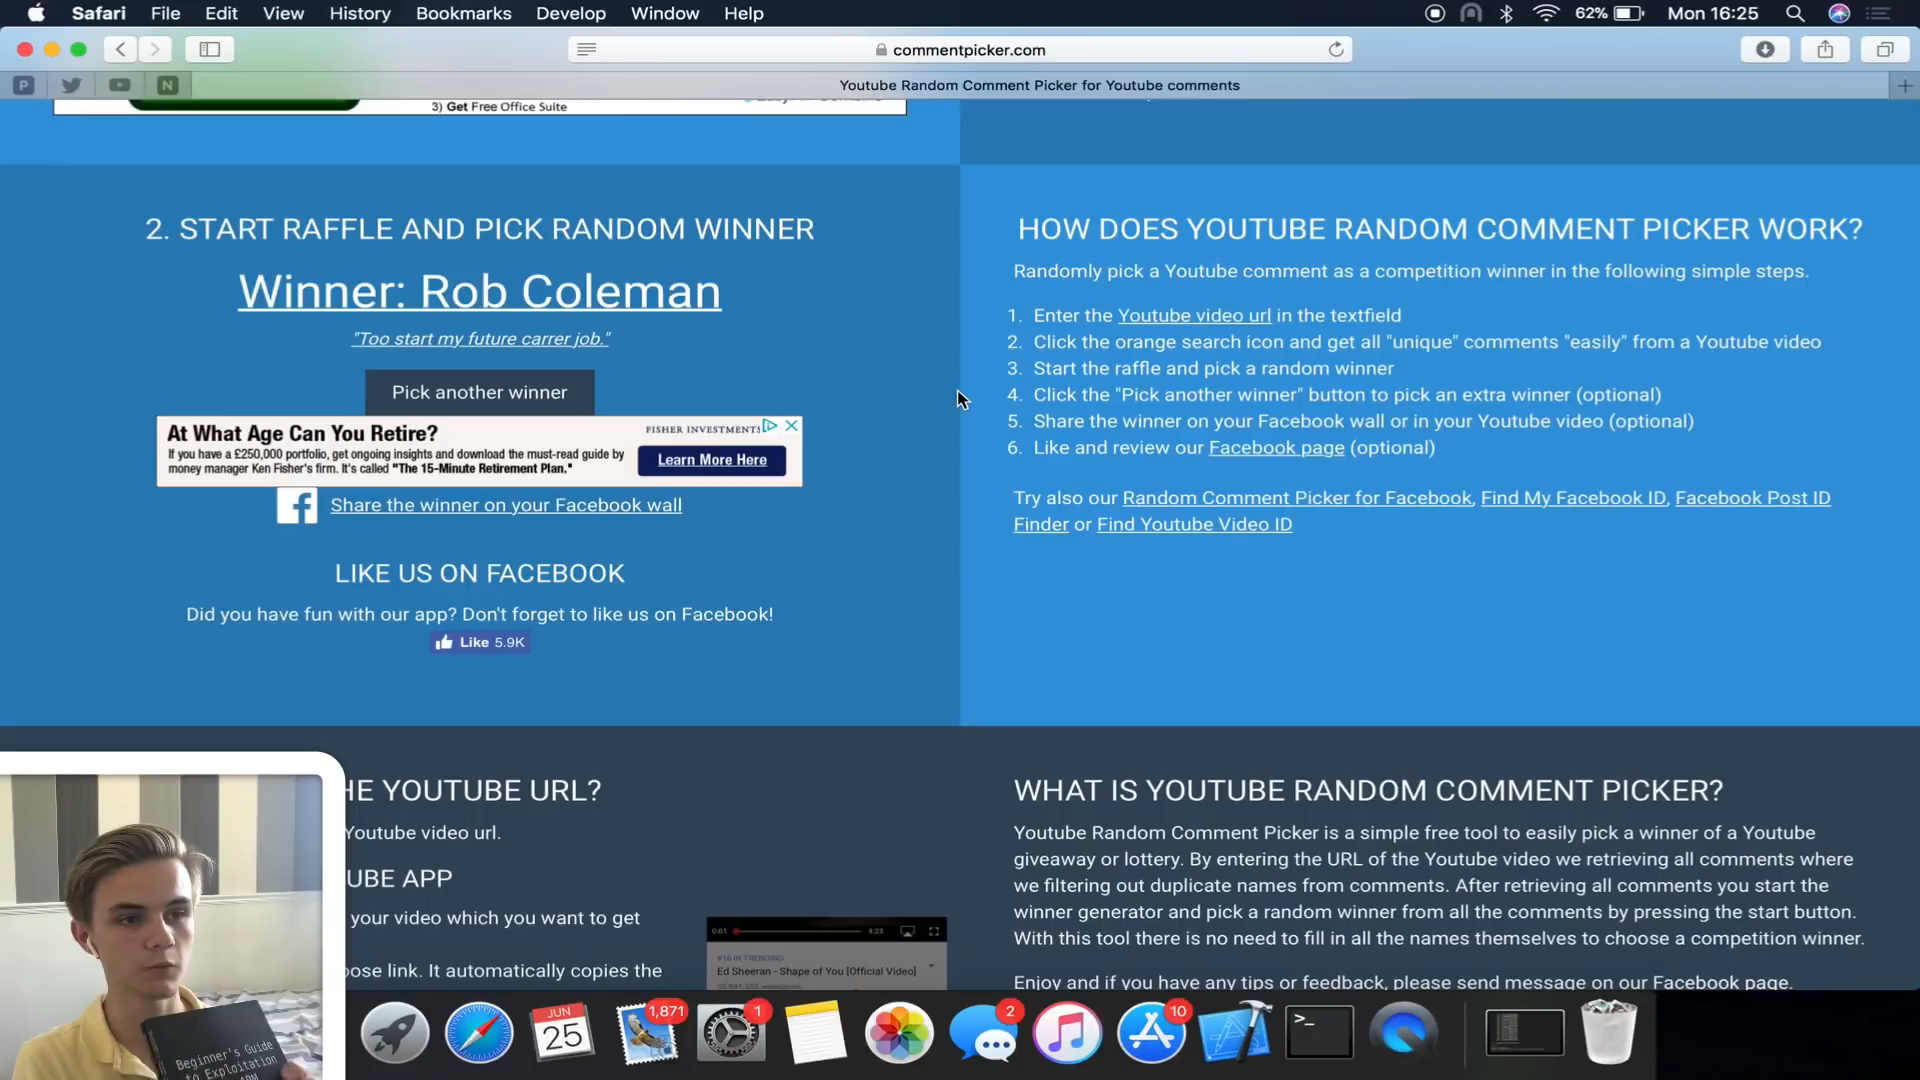 Safari File Edit View History Bookmarks Develop Window Help
62% Mon 16:25
commentpicker.com
P N
Youtube Random Comment Picker for Youtube comments
3) Get Free Office Suite
2. START RAFFLE AND PICK RANDOM WINNER
Winner: Rob Coleman
"Too start my future carrer job."
Pick another winner
At What Age Can You Retire?
If you have a £250,000 portfolio, get ongoing insights and download the must-read guide by
money manager Ken Fisher's firm. It's called "The 15-Minute Retirement Plan."
FISHER INVESTMENTS
Learn More Here
Share the winner on your Facebook wall
LIKE US ON FACEBOOK
Did you have fun with our app? Don't forget to like us on Facebook!
Like 5.9K
HOW DOES YOUTUBE RANDOM COMMENT PICKER WORK?
Randomly pick a Youtube comment as a competition winner in the following simple steps.
1. Enter the Youtube video url in the textfield
2. Click the orange search icon and get all "unique" comments "easily" from a Youtube video
3. Start the raffle and pick a random winner
4. Click the "Pick another winner" button to pick an extra winner (optional)
5. Share the winner on your Facebook wall or in your Youtube video (optional)
6. Like and review our Facebook page (optional)
Try also our Random Comment Picker for Facebook, Find My Facebook ID, Facebook Post ID
Finder or Find Youtube Video ID
HE YOUTUBE URL?
Youtube video url.
UBE APP
your video which you want to get
oose link. It automatically copies the
0:01 4:23
#16 IN TRENDING
Ed Sheeran - Shape of You [Official Video]
WHAT IS YOUTUBE RANDOM COMMENT PICKER?
Youtube Random Comment Picker is a simple free tool to easily pick a winner of a Youtube
giveaway or lottery. By entering the URL of the Youtube video we retrieving all comments where
we filtering out duplicate names from comments. After retrieving all comments you start the
winner generator and pick a random winner from all the comments by pressing the start button.
With this tool there is no need to fill in all the names themselves to choose a competition winner.
Enjoy and if you have any tips or feedback, please send message on our Facebook page.
Beginner's Guide
to Exploitation
ARM
JUN
25
1,871
1
2
10
>_